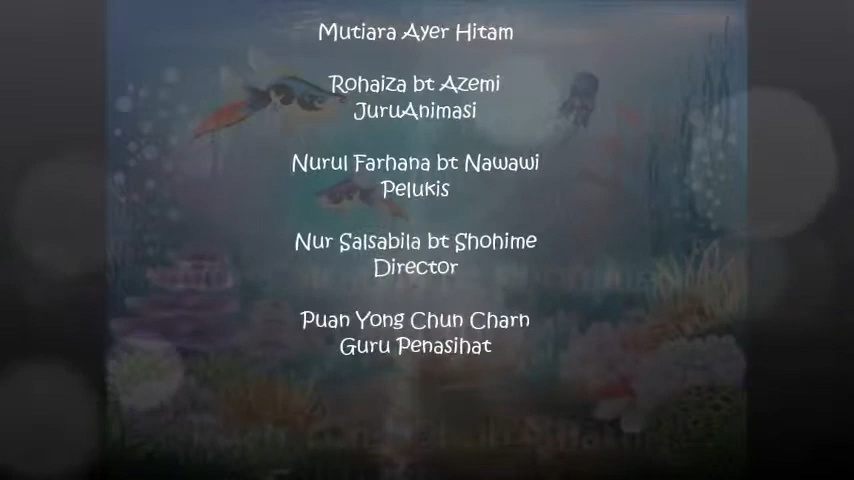 Mutiara Ayer Hitam
Rohaiza bt Azemi
JuruAnimasi
Nurul Farhana bt Nawawi
Pelukis
Nur Salsabila bt Shohime
Director
Puan Yong Chun Charn
Guru Penasihat